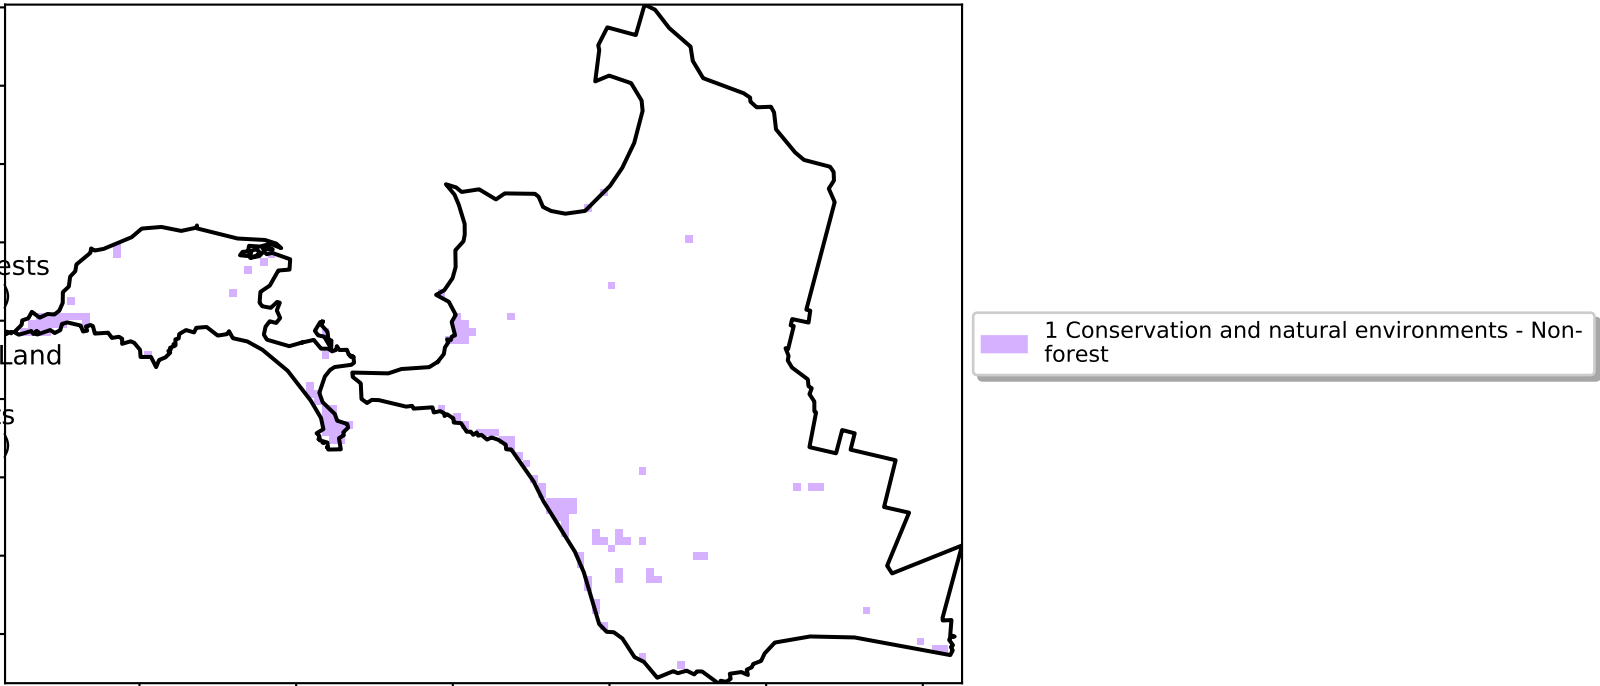 ests
)
Land
s
)
1 Conservation and natural environments - Non-
forest